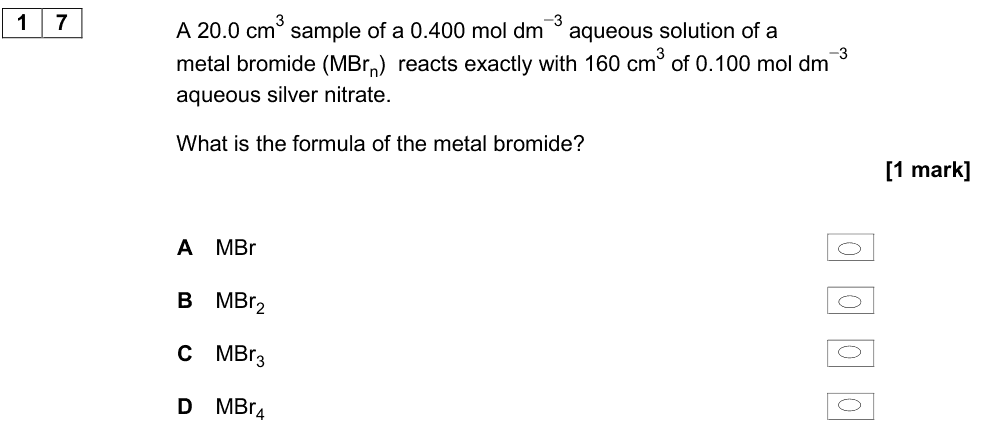 1 7
A 20.0 cm³ sample of a 0.400 mol dm⁻³ aqueous solution of a
metal bromide (MBrₙ) reacts exactly with 160 cm³ of 0.100 mol dm⁻³
aqueous silver nitrate.
What is the formula of the metal bromide?
[1 mark]
A MBr
B MBr₂
C MBr₃
D MBr₄